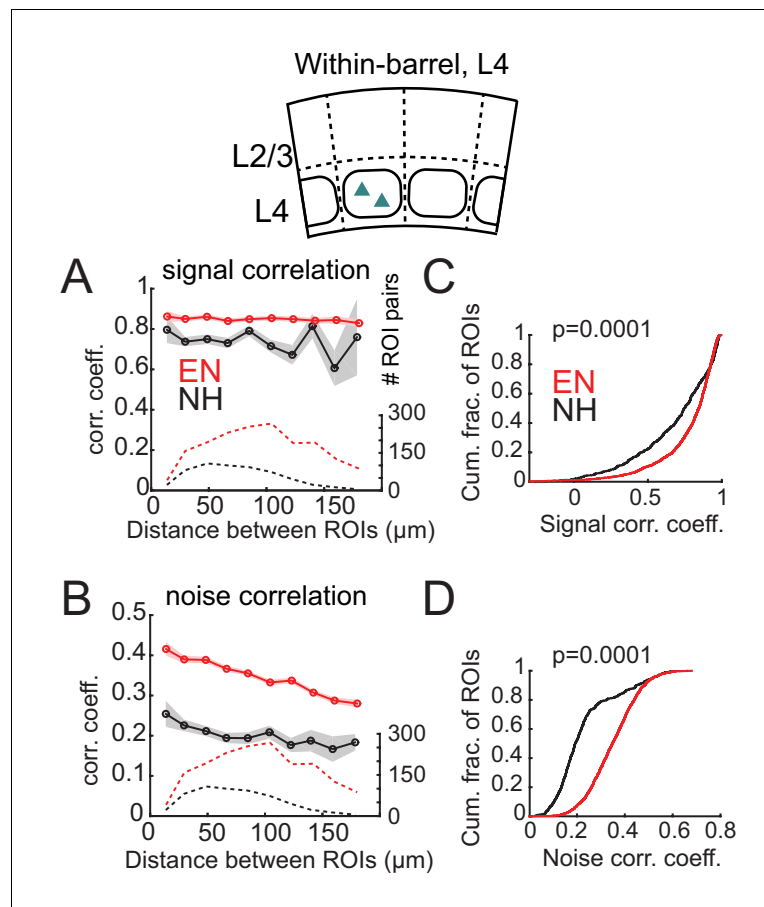 Within-barrel, L4
L2/3
L4
A
signal correlation
1
0.8
0.6
0.4
0.2
0
corr. coeff.
EN
NH
# ROI pairs
300
150
0
0 50 100 150
Distance between ROIs (µm)
C
p=0.0001
EN
NH
1
0.8
0.6
0.4
0.2
0
Cum. frac. of ROIs
0 0.5 1
Signal corr. coeff.
B
noise correlation
0.5
0.4
0.3
0.2
0.1
0
corr. coeff.
300
150
0
0 50 100 150
Distance between ROIs (µm)
D
p=0.0001
1
0.8
0.6
0.4
0.2
0
Cum. frac. of ROIs
0 0.2 0.4 0.6 0.8
Noise corr. coeff.